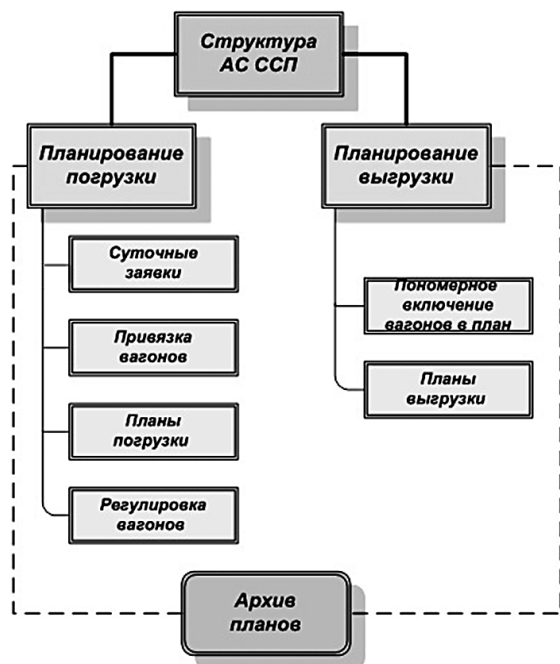 Структура
АС ССП
Планирование
погрузки
Планирование
выгрузки
Суточные
заявки
Привязка
вагонов
Планы
погрузки
Регулировка
вагонов
Пономерное
включение
вагонов в план
Планы
выгрузки
Архив
планов